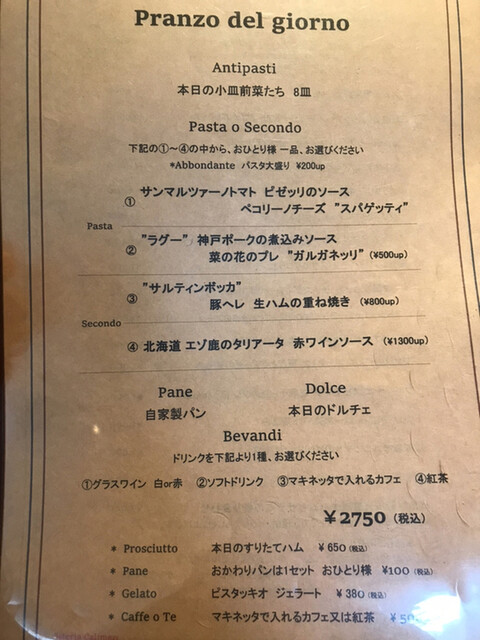 Pranzo del giorno
Antipasti
本日の小皿前菜たち 8皿
Pasta o Secondo
下記の①～④の中から、おひとり様 一品、お選びください
*Abbondante パスタ大盛り ¥200up
① サンマルツァーノトマト ピゼッリのソース
ペコリーノチーズ "スパゲッティ"
Pasta
② "ラグー" 神戸ポークの煮込みソース
菜の花のプレ "ガルガネッリ" (¥500up)
③ "サルティンボッカ"
豚ヘレ 生ハムの重ね焼き (¥800up)
Secondo
④ 北海道 エゾ鹿のタリアータ 赤ワインソース (¥1300up)
Pane Dolce
自家製パン 本日のドルチェ
Bevandi
ドリンクを下記より1種、お選びください
①グラスワイン 白or赤 ②ソフトドリンク ③マキネッタで入れるカフェ ④紅茶
¥2750 (税込)
* Prosciutto 本日のすりたてハム ¥650 (税込)
* Pane おかわりパンは1セット おひとり様 ¥100 (税込)
* Gelato ピスタッキオ ジェラート ¥380 (税込)
* Caffe o Te マキネッタで入れるカフェ又は紅茶